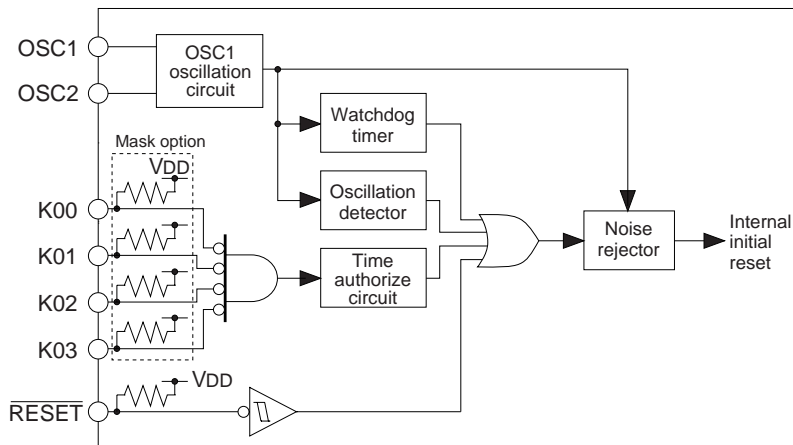 OSC1
OSC2
OSC1
oscillation
circuit
Mask option
VDD
K00
K01
K02
K03
RESET
VDD
Watchdog
timer
Oscillation
detector
Time
authorize
circuit
Noise
rejector
Internal
initial
reset